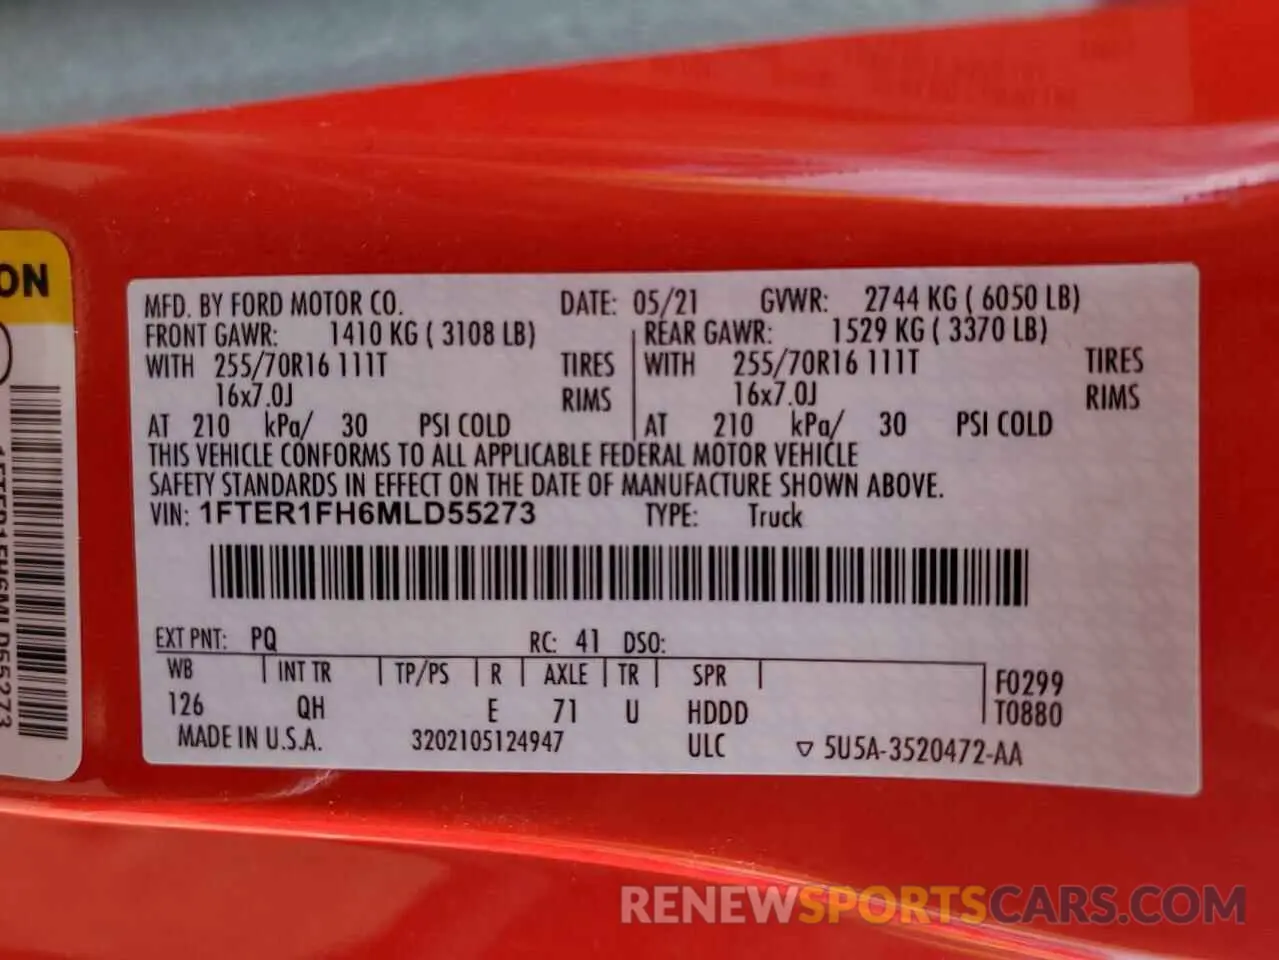 MFD. BY FORD MOTOR CO. DATE: 05/21 GVWR: 2744 KG ( 6050 LB)
FRONT GAWR: 1410 KG ( 3108 LB) REAR GAWR: 1529 KG ( 3370 LB)
WITH 255/70R16 111T TIRES WITH 255/70R16 111T TIRES
16x7.0J RIMS 16x7.0J RIMS
AT 210 kPa/ 30 PSI COLD AT 210 kPa/ 30 PSI COLD
THIS VEHICLE CONFORMS TO ALL APPLICABLE FEDERAL MOTOR VEHICLE
SAFETY STANDARDS IN EFFECT ON THE DATE OF MANUFACTURE SHOWN ABOVE.
VIN: 1FTER1FH6MLD55273 TYPE: Truck
EXT PNT: PQ RC: 41 DSO:
WB INT TR TP/PS R AXLE TR SPR F0299
126 QH E 71 U HDDD T0880
MADE IN U.S.A. 3202105124947 ULC ▽ 5U5A-3520472-AA
ON
1FTER1FH6MLD55273
RENEWSPORTSCARS.COM